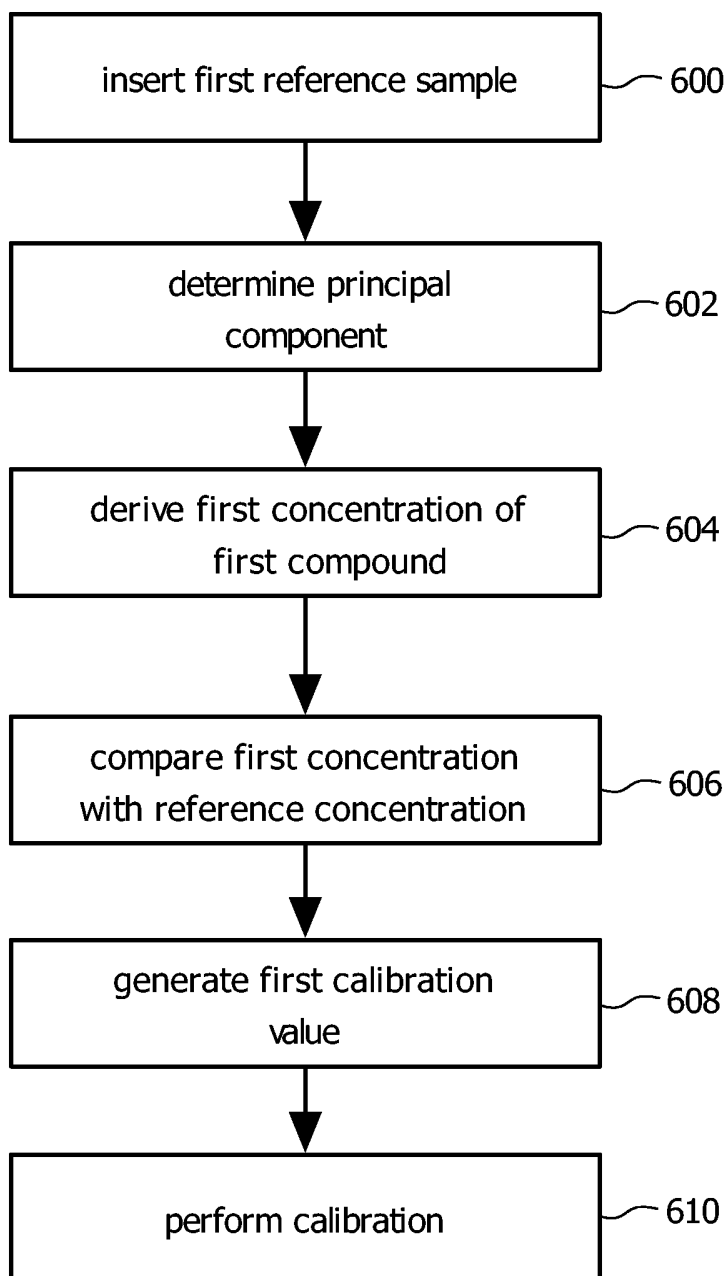 insert first reference sample
600
determine principal
component
602
derive first concentration of
first compound
604
compare first concentration
with reference concentration
606
generate first calibration
value
608
perform calibration
610